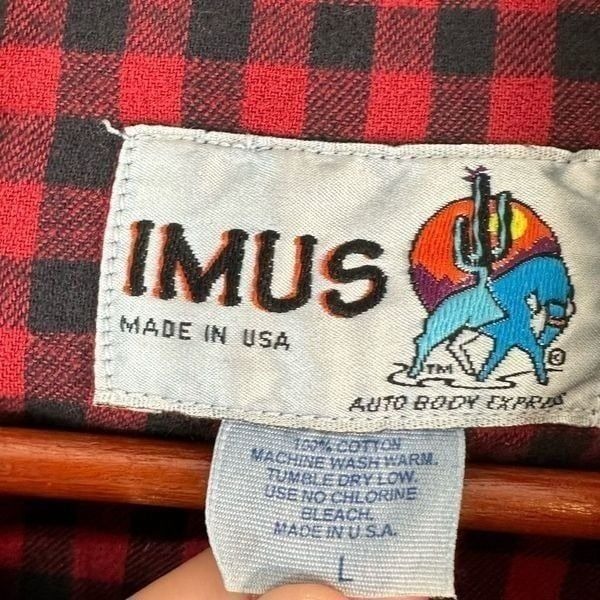 IMUS
MADE IN USA
TM ©
AUTO BODY EXPRESS
100% COTTON
MACHINE WASH WARM.
TUMBLE DRY LOW.
USE NO CHLORINE
BLEACH.
MADE IN U.S.A.
L